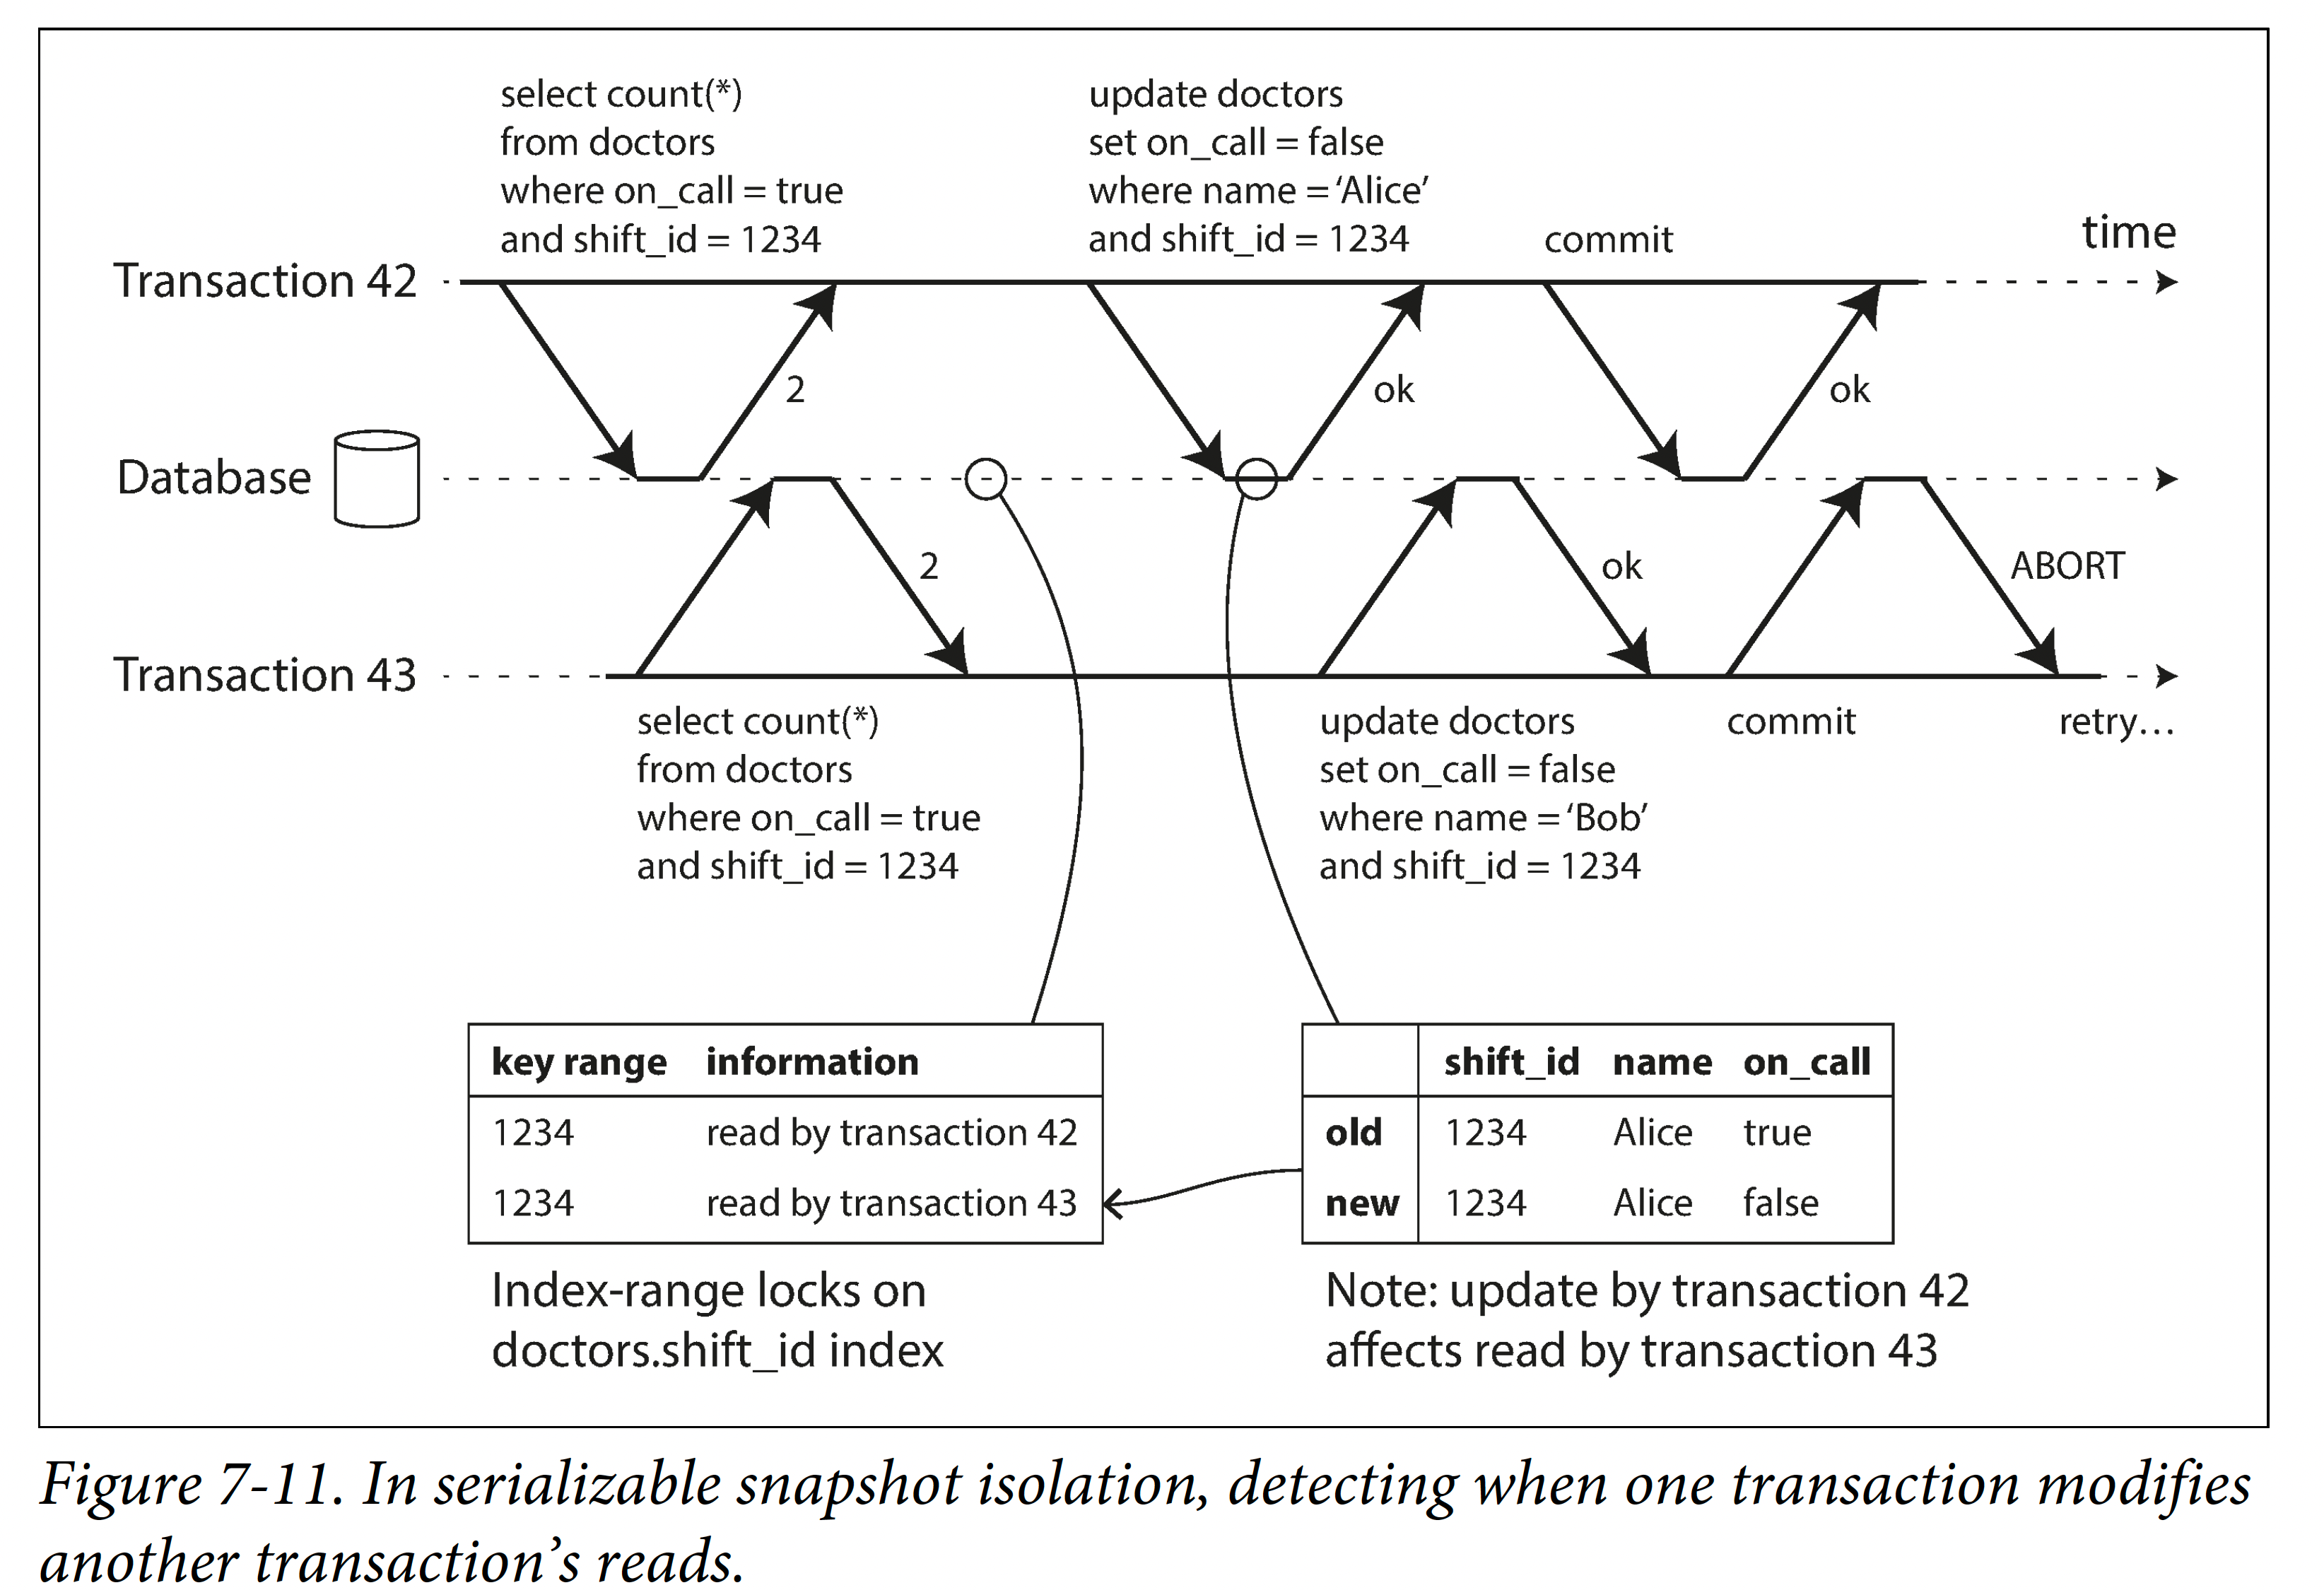 select count(*)
from doctors
where on_call = true
and shift_id = 1234
update doctors
set on_call = false
where name = ‘Alice’
and shift_id = 1234
commit
time
Transaction 42
2
ok
ok
Database
2
ok
ABORT
Transaction 43
select count(*)
from doctors
where on_call = true
and shift_id = 1234
update doctors
set on_call = false
where name = ‘Bob’
and shift_id = 1234
commit
retry…
key range information
1234 read by transaction 42
1234 read by transaction 43
Index-range locks on
doctors.shift_id index
shift_id name on_call
old 1234 Alice true
new 1234 Alice false
Note: update by transaction 42
affects read by transaction 43
Figure 7-11. In serializable snapshot isolation, detecting when one transaction modifies
another transaction’s reads.